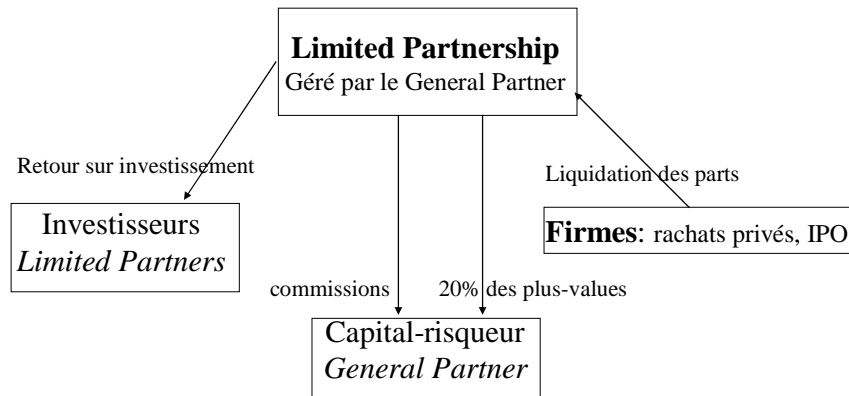 Limited Partnership
Géré par le General Partner
Retour sur investissement
Liquidation des parts
Investisseurs
Limited Partners
Firmes: rachats privés, IPO
commissions
20% des plus-values
Capital-risqueur
General Partner